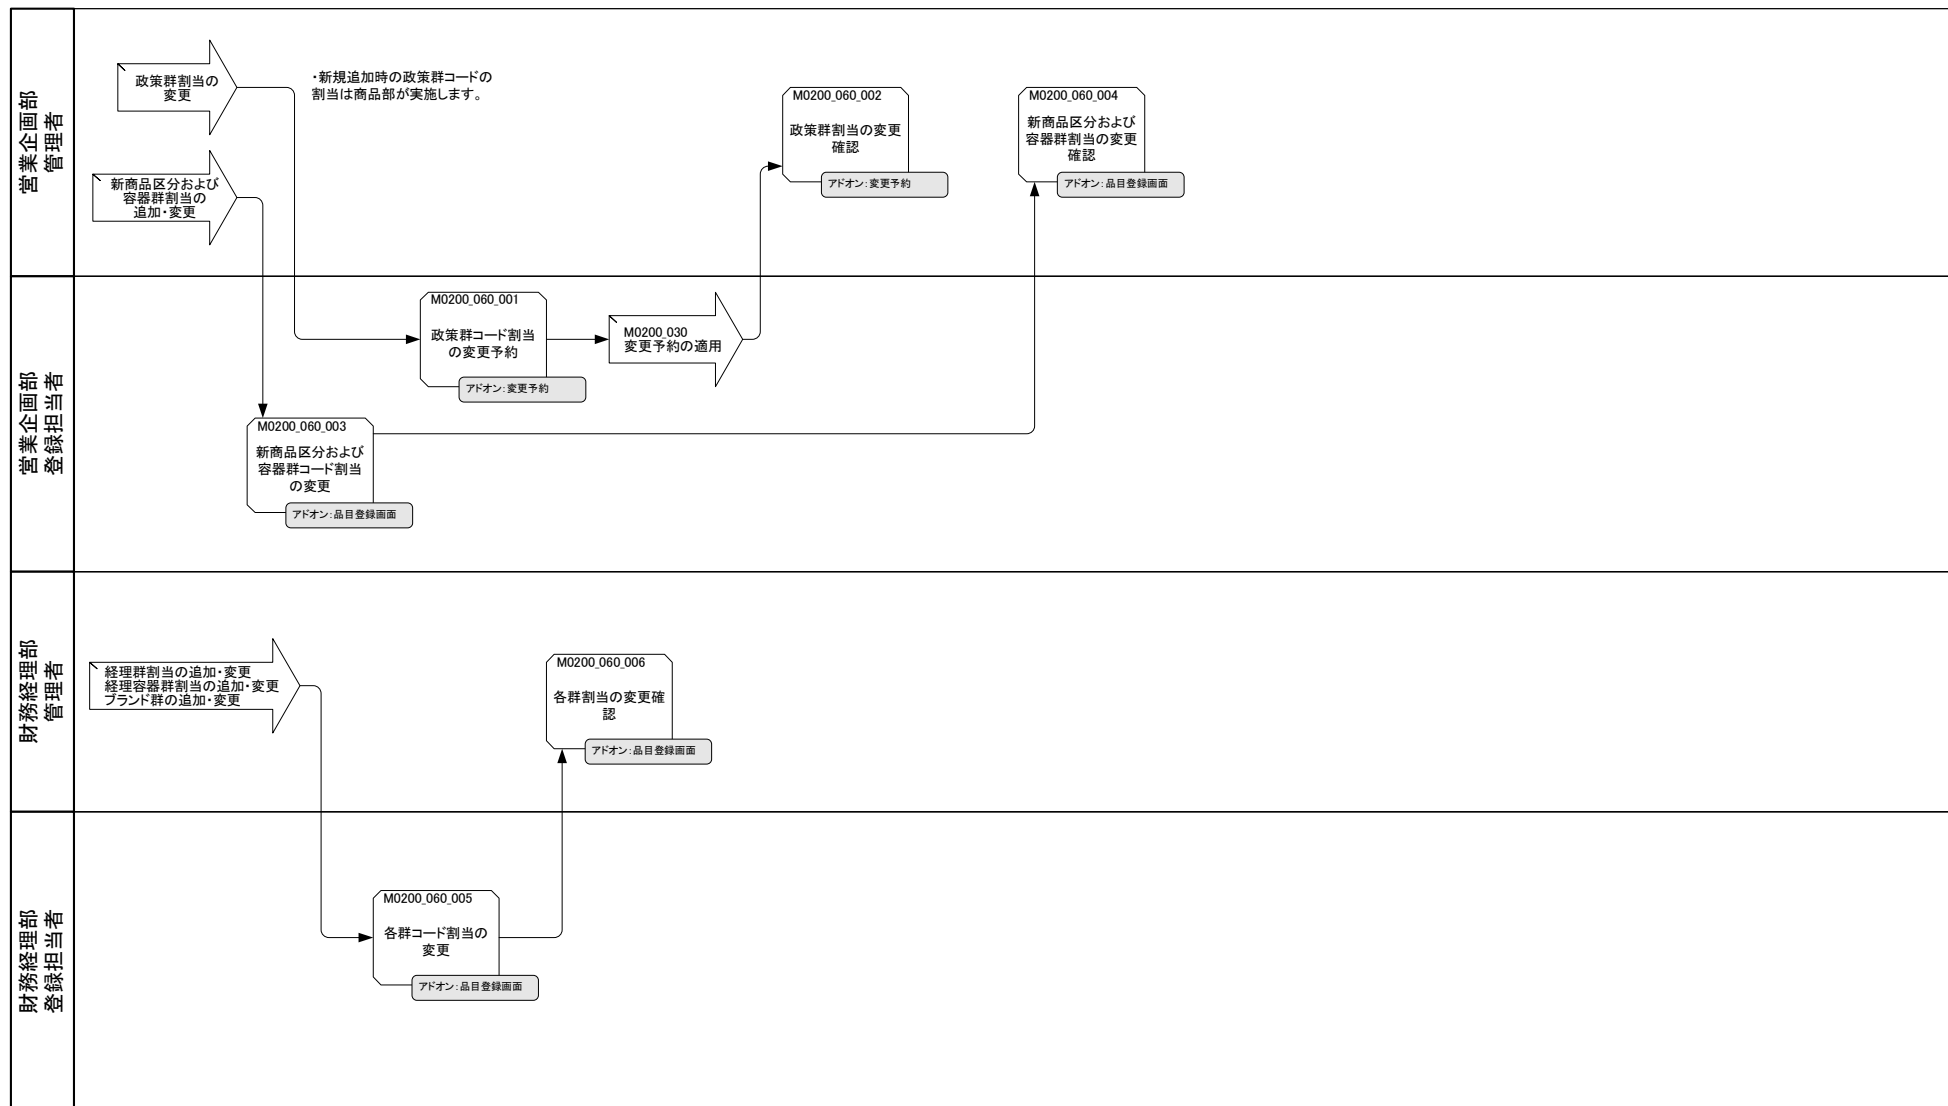 営業企画部
管理者
政策群割当の
変更
・新規追加時の政策群コードの
割当は商品部が実施します。
新商品区分および
容器群割当の
追加・変更
M0200_060_002
政策群割当の変更
確認
アドオン：変更予約
M0200_060_004
新商品区分および
容器群割当の変更
確認
アドオン：品目登録画面
営業企画部
登録担当者
M0200_060_001
政策群コード割当
の変更予約
アドオン：変更予約
M0200_030
変更予約の適用
M0200_060_003
新商品区分および
容器群コード割当
の変更
アドオン：品目登録画面
財務経理部
管理者
経理群割当の追加・変更
経理容器群割当の追加・変更
ブランド群の追加・変更
M0200_060_006
各群割当の変更確
認
アドオン：品目登録画面
財務経理部
登録担当者
M0200_060_005
各群コード割当の
変更
アドオン：品目登録画面